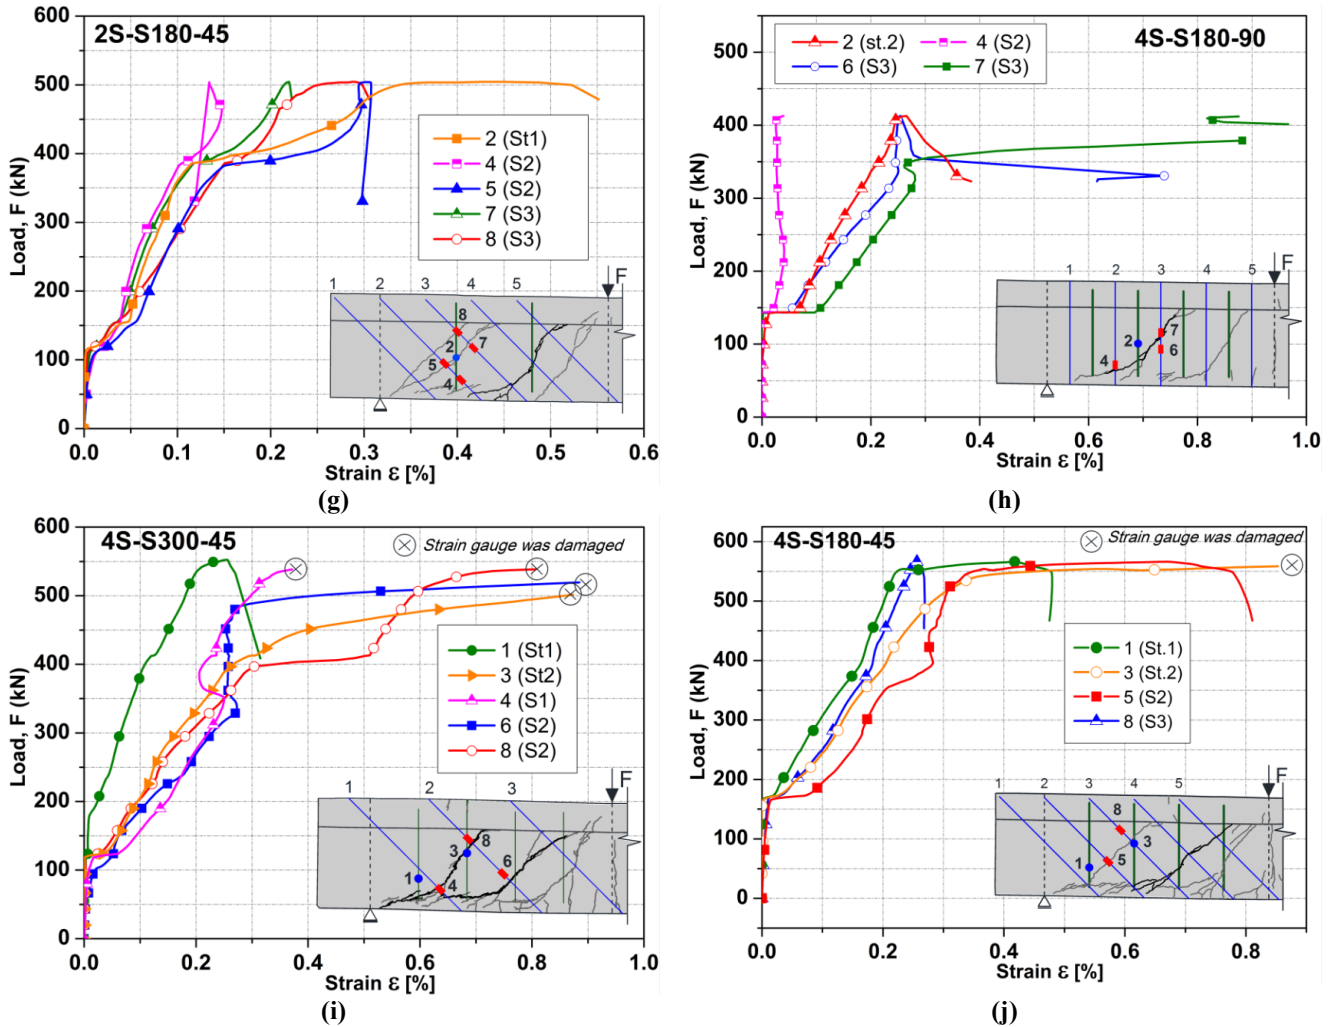 2S-S180-45
600
500
400
300
200
100
0
Load, F (kN)
2 (St1)
4 (S2)
5 (S2)
7 (S3)
8 (S3)
1 2 3 4 5
F
8
2
7
5
4
0.0 0.1 0.2 0.3 0.4 0.5 0.6
Strain ε [%]
(g)
4S-S180-90
500
400
300
200
100
0
Load, F (kN)
2 (st.2) 4 (S2)
6 (S3) 7 (S3)
1 2 3 4 5
F
7
2
6
4
0.0 0.2 0.4 0.6 0.8 1.0
Strain ε [%]
(h)
4S-S300-45
Strain gauge was damaged
600
500
400
300
200
100
0
Load, F (kN)
1 (St1)
3 (St2)
4 (S1)
6 (S2)
8 (S2)
1 2 3
F
8
3
6
1
4
0.0 0.2 0.4 0.6 0.8 1.0
Strain ε [%]
(i)
4S-S180-45
Strain gauge was damaged
600
500
400
300
200
100
0
Load, F (kN)
1 (St.1)
3 (St.2)
5 (S2)
8 (S3)
1 2 3 4 5
F
8
3
1
5
0.0 0.2 0.4 0.6 0.8 1.0
Strain ε [%]
(j)